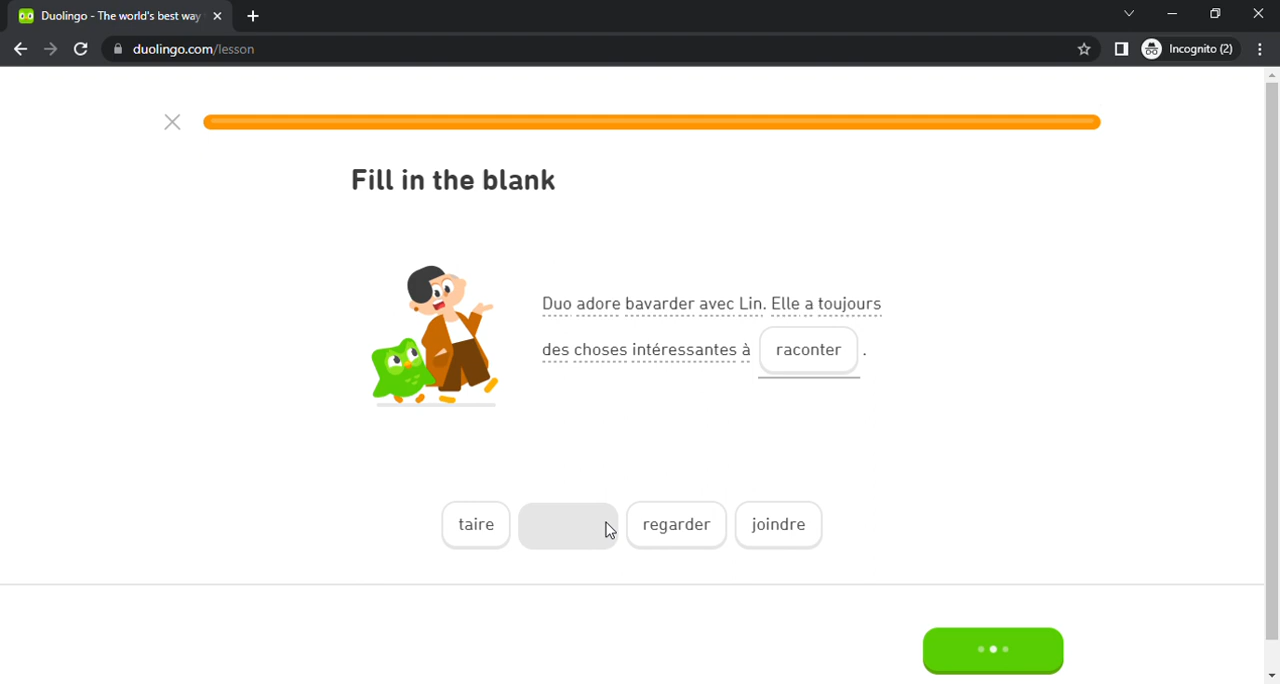 Duolingo - The world's best way
duolingo.com/lesson
Incognito (2)
Fill in the blank
Duo adore bavarder avec Lin. Elle a toujours
des choses intéressantes à raconter .
taire regarder joindre